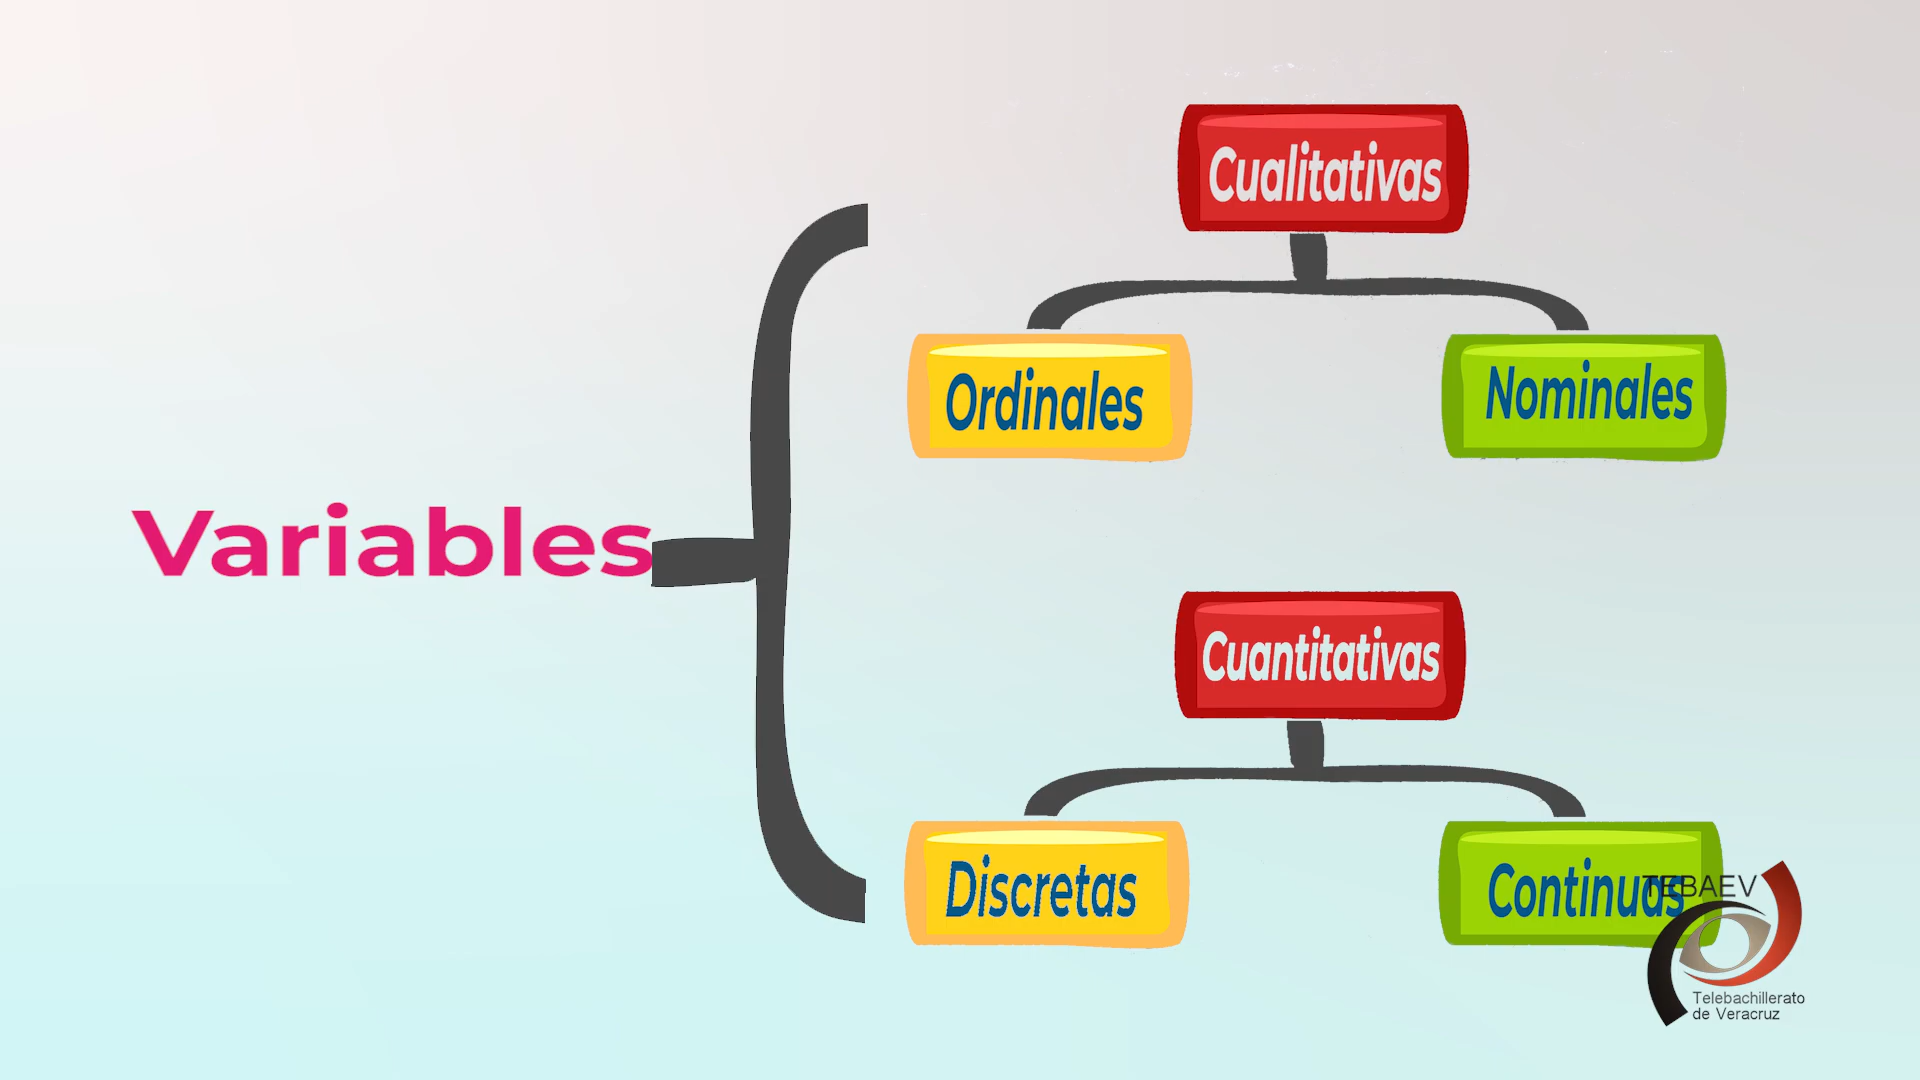 Variables
Cualitativas
Ordinales
Nominales
Cuantitativas
Discretas
Continuas
TEBAEV
Telebachillerato
de Veracruz